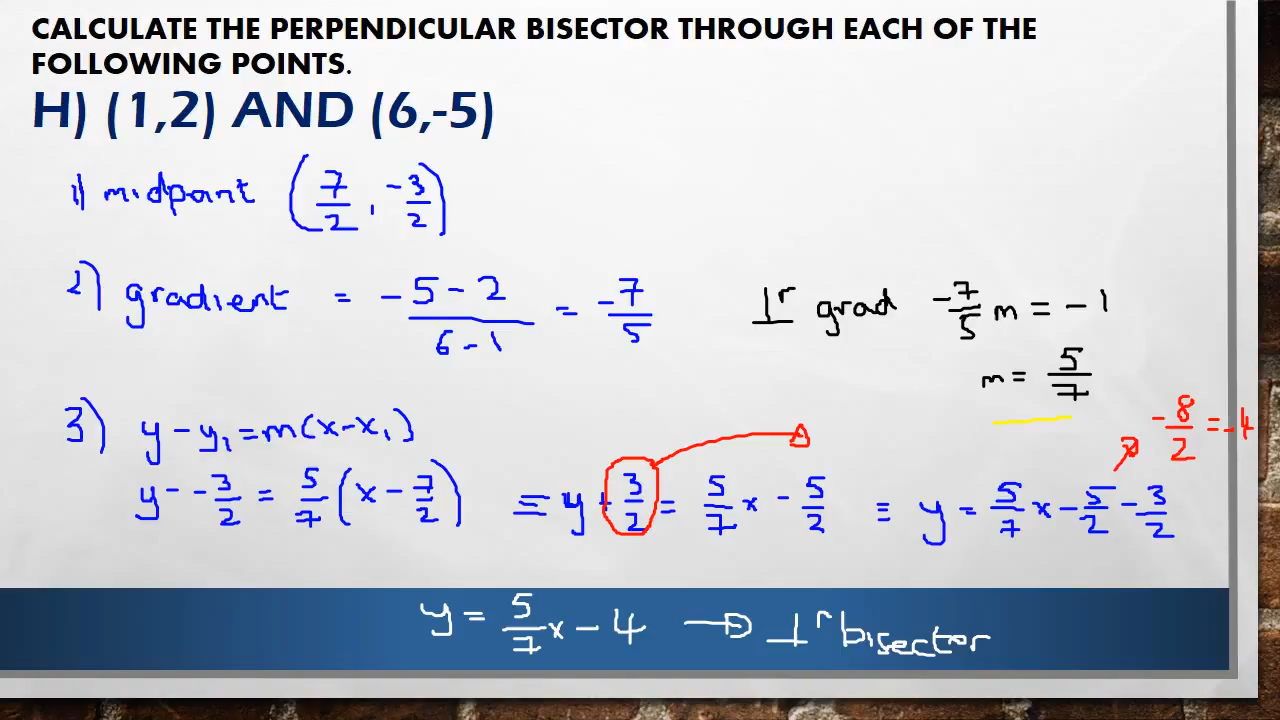 CALCULATE THE PERPENDICULAR BISECTOR THROUGH EACH OF THE
FOLLOWING POINTS.
H) (1,2) AND (6,-5)
1) midpoint (7/2, -3/2)
2) gradient = -5-2/6-1 = -7/5
⊥r grad -7/5 m = -1
m = 5/7
3) y-y₁=m(x-x₁)
-8/2 = -4
y--3/2 = 5/7(x-7/2) ≡ y+3/2 = 5/7x - 5/2 ≡ y = 5/7x - 5/2 - 3/2
y = 5/7x - 4 → ⊥r bisector